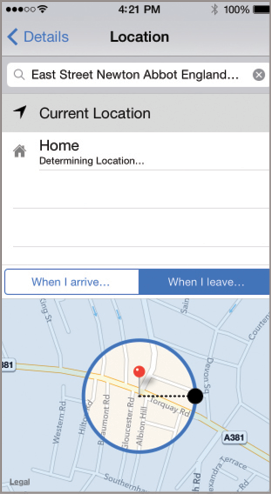 4:21 PM 100%
Details Location
East Street Newton Abbot England…
Current Location
Home
Determining Location…
When I arrive… When I leave…
King St
381
Devon Sq
Torquay Rd
Gloucester Rd
Albion Hill
Beaumont Rd
Hilton Rd
Western Rd
A381
Terrace
Legal